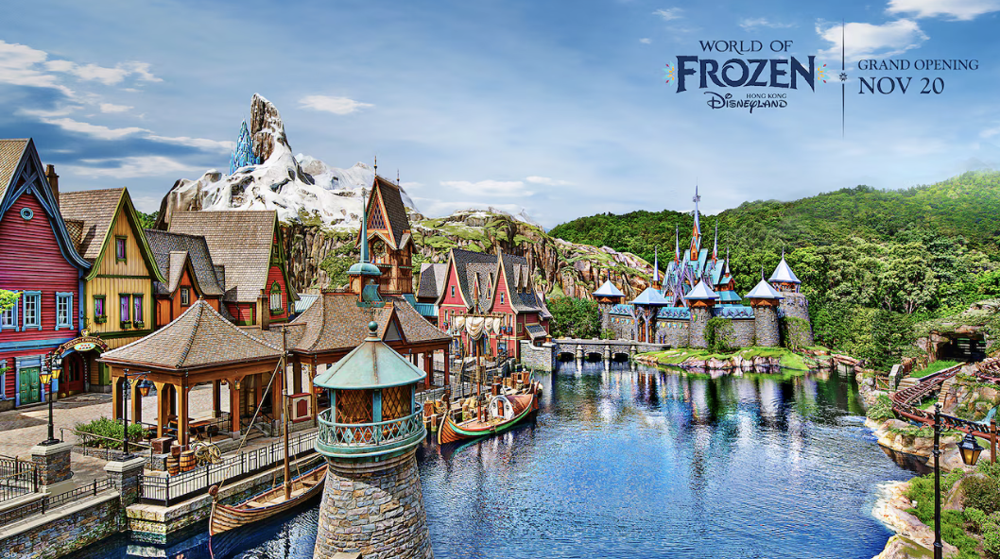 WORLD OF
FROZEN
HONG KONG
DISNEYLAND
GRAND OPENING
NOV 20